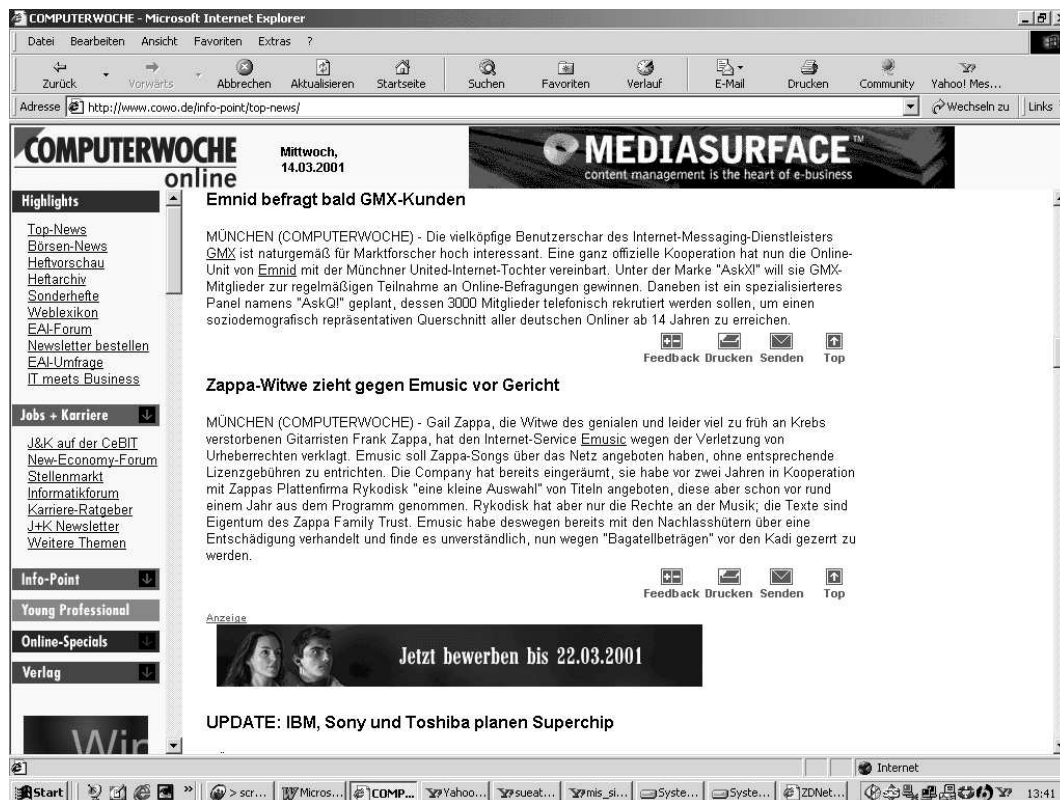 COMPUTERWOCHE - Microsoft Internet Explorer
Datei Bearbeiten Ansicht Favoriten Extras ?
Zurück Vorwärts Abbrechen Aktualisieren Startseite Suchen Favoriten Verlauf E-Mail Drucken Community Yahoo! Mes...
Adresse http://www.cowo.de/info-point/top-news/ Wechseln zu Links
COMPUTERWOCHE
online
Mittwoch,
14.03.2001
MEDIASURFACE™
content management is the heart of e-business
Highlights
Top-News
Börsen-News
Heftvorschau
Heftarchiv
Sonderhefte
Weblexikon
EAI-Forum
Newsletter bestellen
EAI-Umfrage
IT meets Business
Jobs + Karriere
J&K auf der CeBIT
New-Economy-Forum
Stellenmarkt
Informatikforum
Karriere-Ratgeber
J+K Newsletter
Weitere Themen
Info-Point
Young Professional
Online-Specials
Verlag
Win
Emnid befragt bald GMX-Kunden
MÜNCHEN (COMPUTERWOCHE) - Die vielköpfige Benutzerschar des Internet-Messaging-Dienstleisters
GMX ist naturgemäß für Marktforscher hoch interessant. Eine ganz offizielle Kooperation hat nun die Online-
Unit von Emnid mit der Münchner United-Internet-Tochter vereinbart. Unter der Marke "AskX!" will sie GMX-
Mitglieder zur regelmäßigen Teilnahme an Online-Befragungen gewinnen. Daneben ist ein spezialisierteres
Panel namens "AskQ!" geplant, dessen 3000 Mitglieder telefonisch rekrutiert werden sollen, um einen
soziodemografisch repräsentativen Querschnitt aller deutschen Onliner ab 14 Jahren zu erreichen.
Feedback Drucken Senden Top
Zappa-Witwe zieht gegen Emusic vor Gericht
MÜNCHEN (COMPUTERWOCHE) - Gail Zappa, die Witwe des genialen und leider viel zu früh an Krebs
verstorbenen Gitarristen Frank Zappa, hat den Internet-Service Emusic wegen der Verletzung von
Urheberrechten verklagt. Emusic soll Zappa-Songs über das Netz angeboten haben, ohne entsprechende
Lizenzgebühren zu entrichten. Die Company hat bereits eingeräumt, sie habe vor zwei Jahren in Kooperation
mit Zappas Plattenfirma Rykodisk "eine kleine Auswahl" von Titeln angeboten, diese aber schon vor rund
einem Jahr aus dem Programm genommen. Rykodisk hat aber nur die Rechte an der Musik; die Texte sind
Eigentum des Zappa Family Trust. Emusic habe deswegen bereits mit den Nachlasshütern über eine
Entschädigung verhandelt und finde es unverständlich, nun wegen "Bagatellbeträgen" vor den Kadi gezerrt zu
werden.
Feedback Drucken Senden Top
Anzeige
Jetzt bewerben bis 22.03.2001
UPDATE: IBM, Sony und Toshiba planen Superchip
Internet
Start » > scr... Micros... COMP... Yahoo... sueat... mis_si... Syste... Syste... ZDNet... 13:41